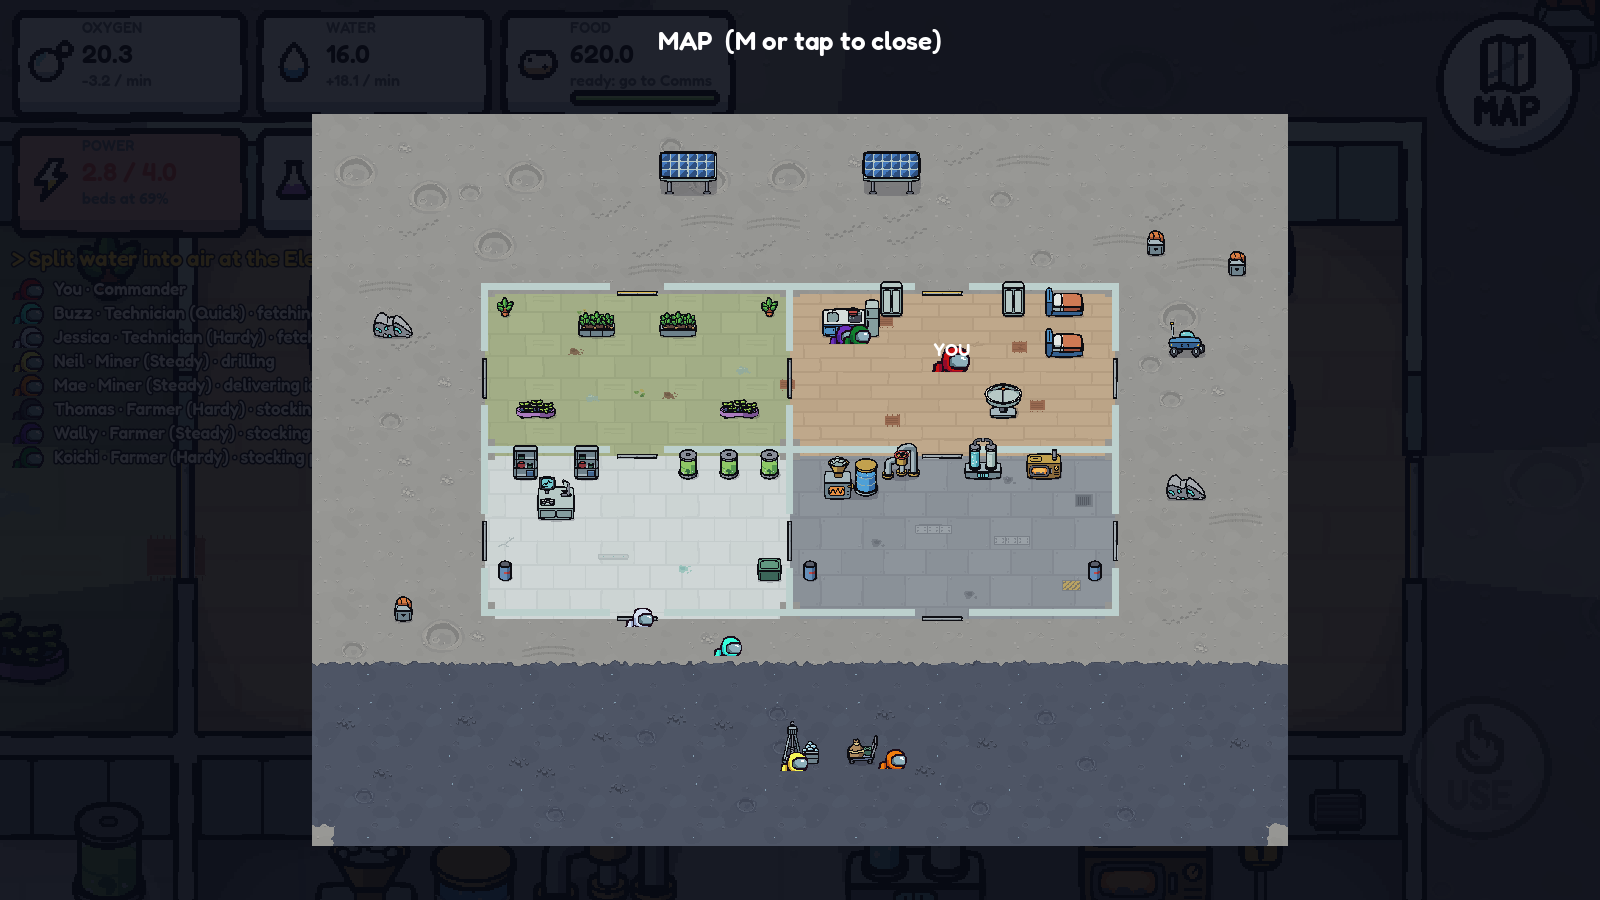 MAP (M or tap to close)
OXYGEN
20.3
-3.2 / min
WATER
16.0
+18.1 / min
FOOD
620.0
ready: go to Comms
MAP
POWER
2.8 / 4.0
beds at 69%
> Split water into air at the Ele
You · Commander
Buzz · Technician (Quick) · fetchin
Jessica · Technician (Hardy) · fetch
Neil · Miner (Steady) · drilling
Mae · Miner (Steady) · delivering ic
Thomas · Farmer (Hardy) · stocking
Wally · Farmer (Steady) · stocking
Koichi · Farmer (Hardy) · stocking
YOU
USE